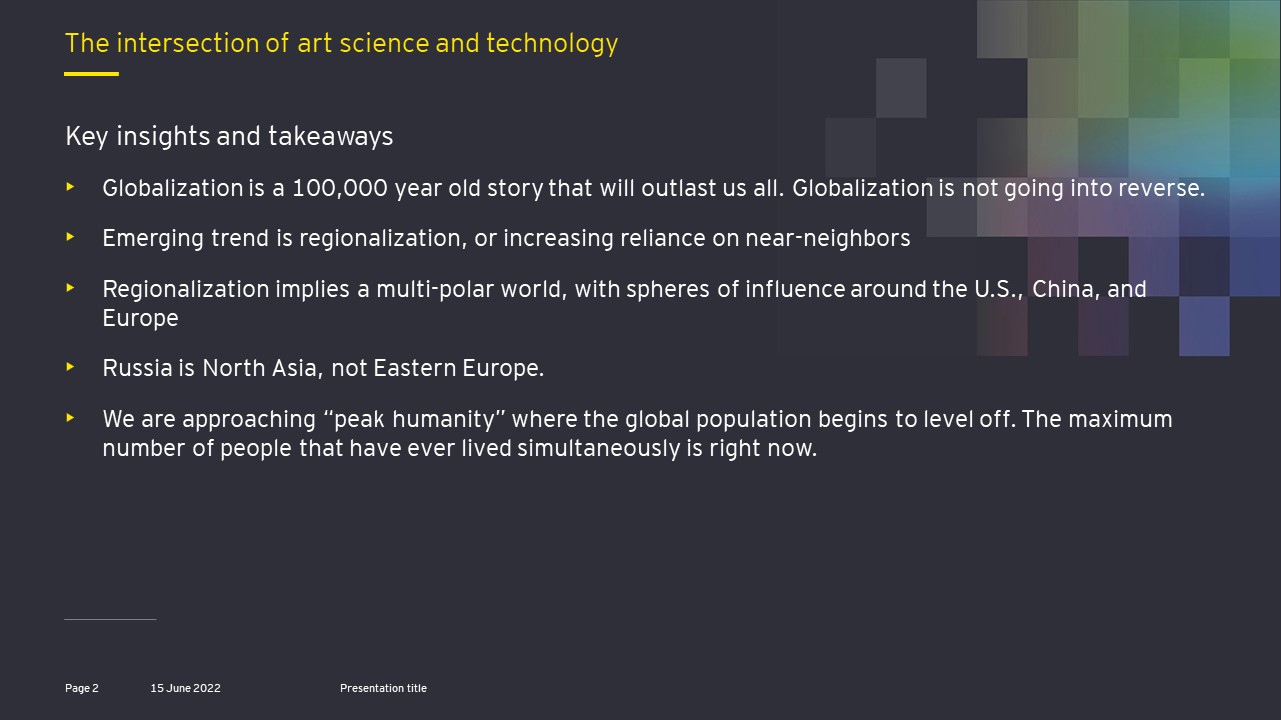 The intersection of art science and technology
Key insights and takeaways
Globalization is a 100,000 year old story that will outlast us all. Globalization is not going into reverse.
Emerging trend is regionalization, or increasing reliance on near-neighbors
Regionalization implies a multi-polar world, with spheres of influence around the U.S., China, and
Europe
Russia is North Asia, not Eastern Europe.
We are approaching “peak humanity” where the global population begins to level off. The maximum
number of people that have ever lived simultaneously is right now.
Page 2 15 June 2022 Presentation title